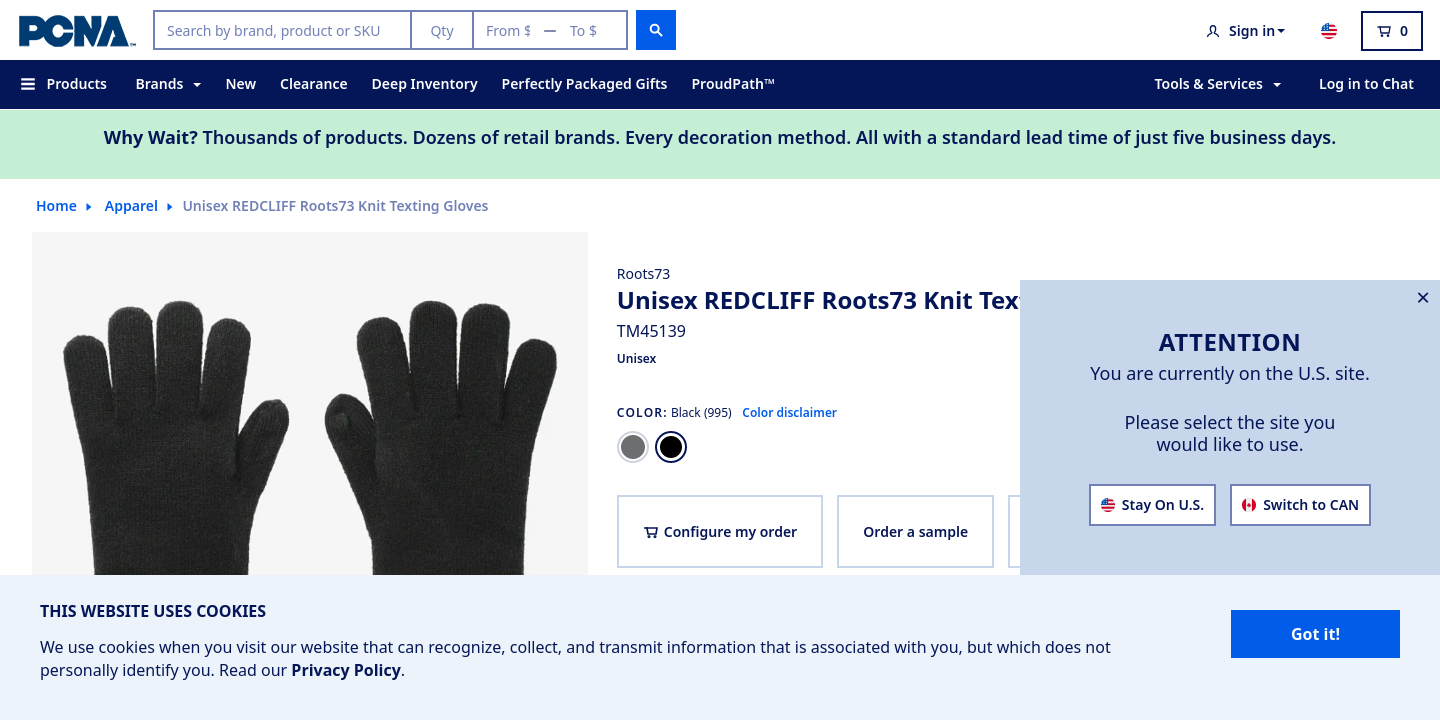 PCNA™
Search by brand, product or SKU
Qty
From $
—
To $
Sign in
0
Products
Brands
New
Clearance
Deep Inventory
Perfectly Packaged Gifts
ProudPath™
Tools & Services
Log in to Chat
Why Wait? Thousands of products. Dozens of retail brands. Every decoration method. All with a standard lead time of just five business days.
Home
Apparel
Unisex REDCLIFF Roots73 Knit Texting Gloves
Roots73
Unisex REDCLIFF Roots73 Knit
TM45139
Unisex
COLOR: Black (995) Color disclaimer
Configure my order
Order a sample
×
ATTENTION
You are currently on the U.S. site.
Please select the site you
would like to use.
Stay On U.S.
Switch to CAN
THIS WEBSITE USES COOKIES
We use cookies when you visit our website that can recognize, collect, and transmit information that is associated with you, but which does not
personally identify you. Read our Privacy Policy.
Got it!